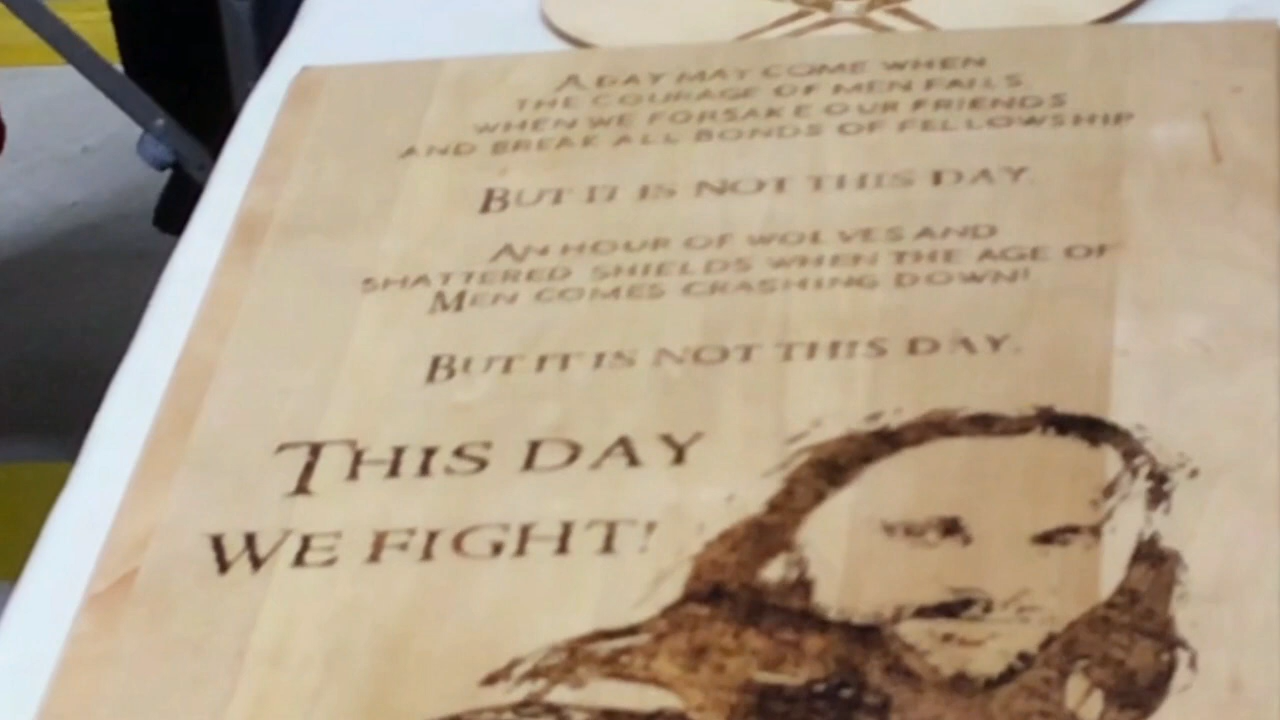 A DAY MAY COME WHEN
THE COURAGE OF MEN FAILS
WHEN WE FORSAKE OUR FRIENDS
AND BREAK ALL BONDS OF FELLOWSHIP
BUT IT IS NOT THIS DAY.
AN HOUR OF WOLVES AND
SHATTERED SHIELDS WHEN THE AGE OF
MEN COMES CRASHING DOWN!
BUT IT IS NOT THIS DAY.
THIS DAY
WE FIGHT!